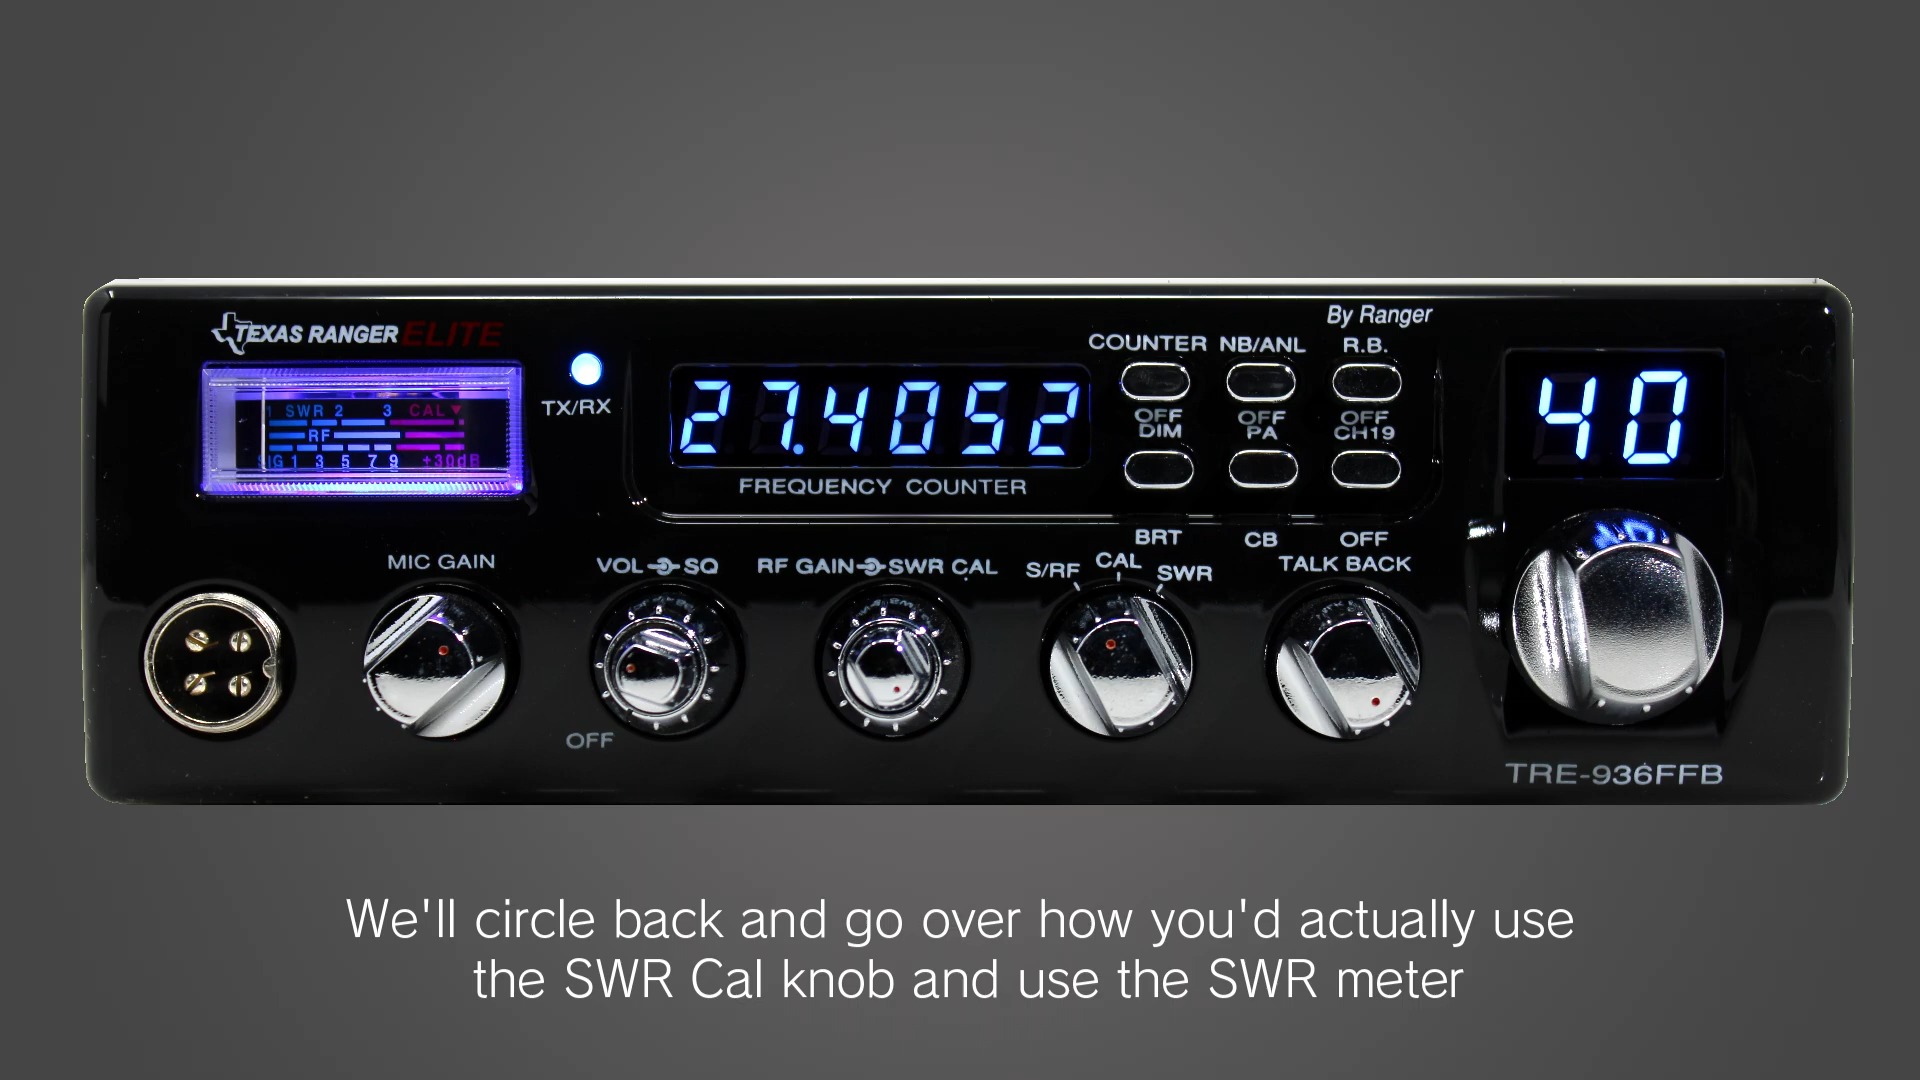 TEXAS RANGER ELITE
By Ranger
COUNTER NB/ANL R.B.
TX/RX
1 SWR 2 3 CAL
RF
SIG 1 3 5 7 9 +30dB
27.4052
FREQUENCY COUNTER
OFF OFF OFF
DIM PA CH19
BRT CB OFF
40
MIC GAIN
VOL SQ
OFF
RF GAIN SWR CAL
S/RF CAL SWR
TALK BACK
TRE-936FFB
We'll circle back and go over how you'd actually use
the SWR Cal knob and use the SWR meter